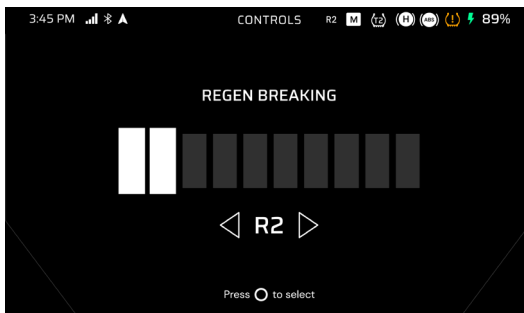 3:45 PM CONTROLS R2 M (T2) (H) (ABS) (!) 89%
REGEN BREAKING
R2
Press O to select